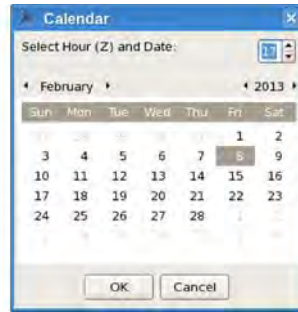 Calendar
Select Hour (Z) and Date: 17
February 2013
Sun Mon Tue Wed Thu Fri Sat
1 2
3 4 5 6 7 8 9
10 11 12 13 14 15 16
17 18 19 20 21 22 23
24 25 26 27 28
OK Cancel